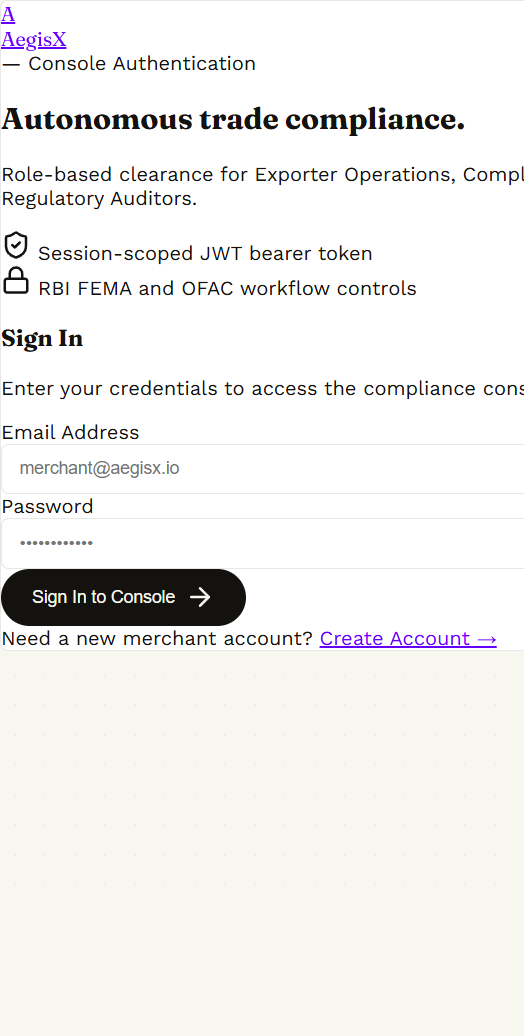 A
AegisX
— Console Authentication
Autonomous trade compliance.
Role-based clearance for Exporter Operations,
Regulatory Auditors.
Session-scoped JWT bearer token
RBI FEMA and OFAC workflow controls
Sign In
Enter your credentials to access the compliance
Email Address
merchant@aegisx.io
Password
••••••••••••
Sign In to Console →
Need a new merchant account? Create Account →